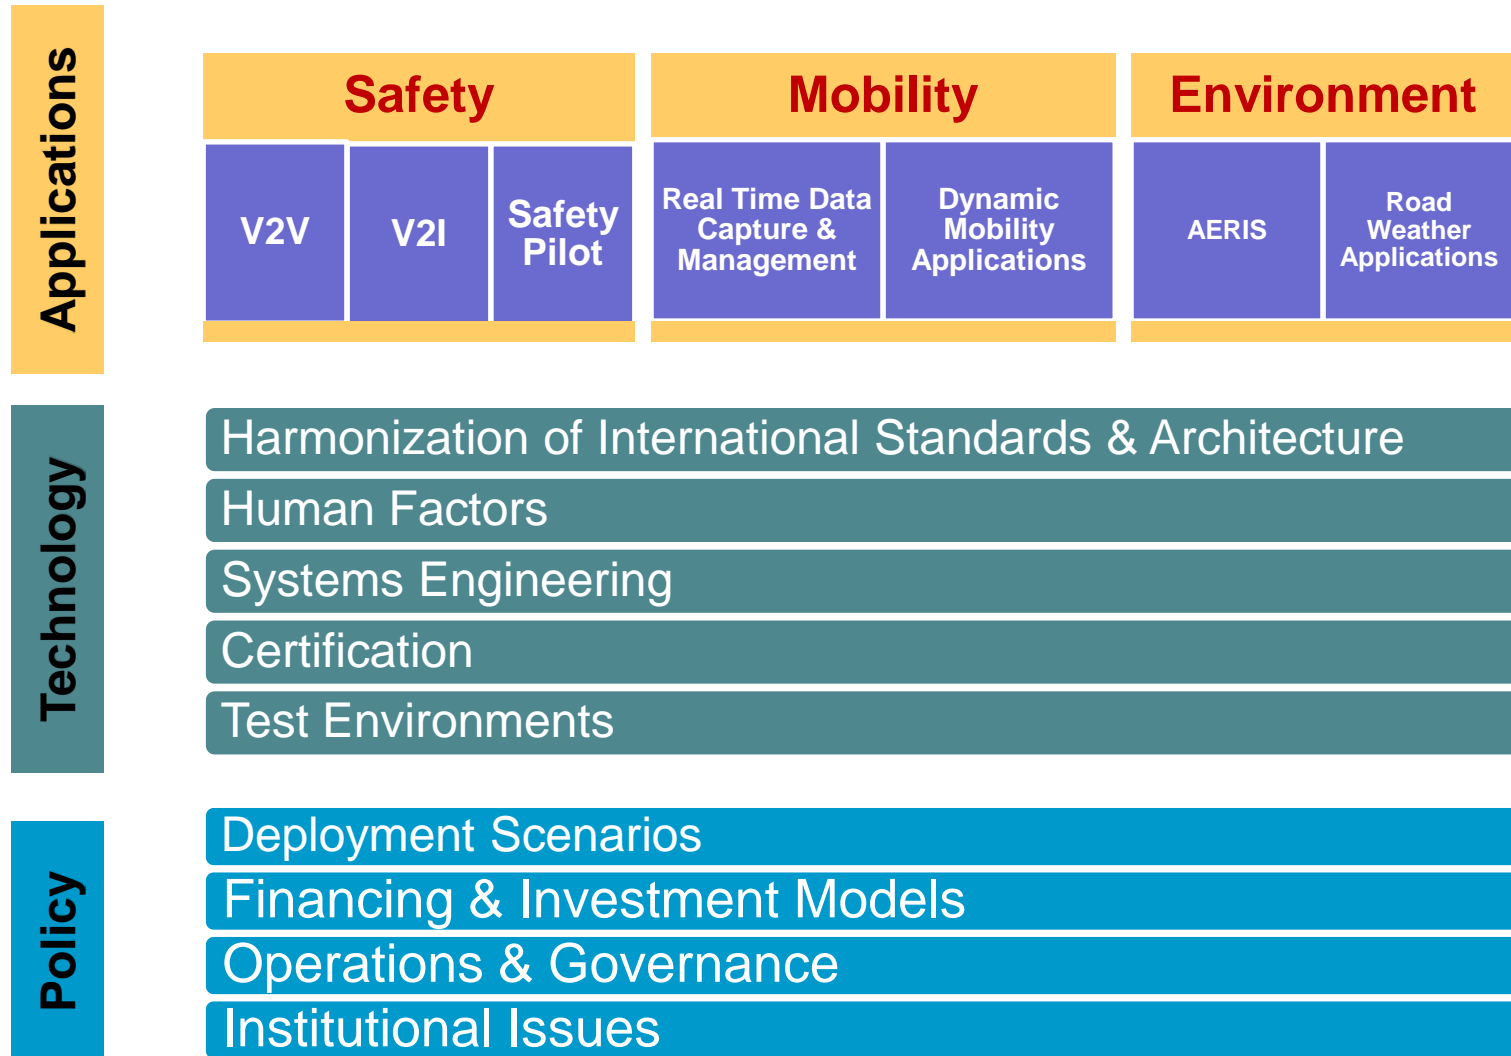 Applications
Safety
Mobility
Environment
V2V
V2I
Safety
Pilot
Real Time Data
Capture &
Management
Dynamic
Mobility
Applications
AERIS
Road
Weather
Applications
Technology
Harmonization of International Standards & Architecture
Human Factors
Systems Engineering
Certification
Test Environments
Policy
Deployment Scenarios
Financing & Investment Models
Operations & Governance
Institutional Issues